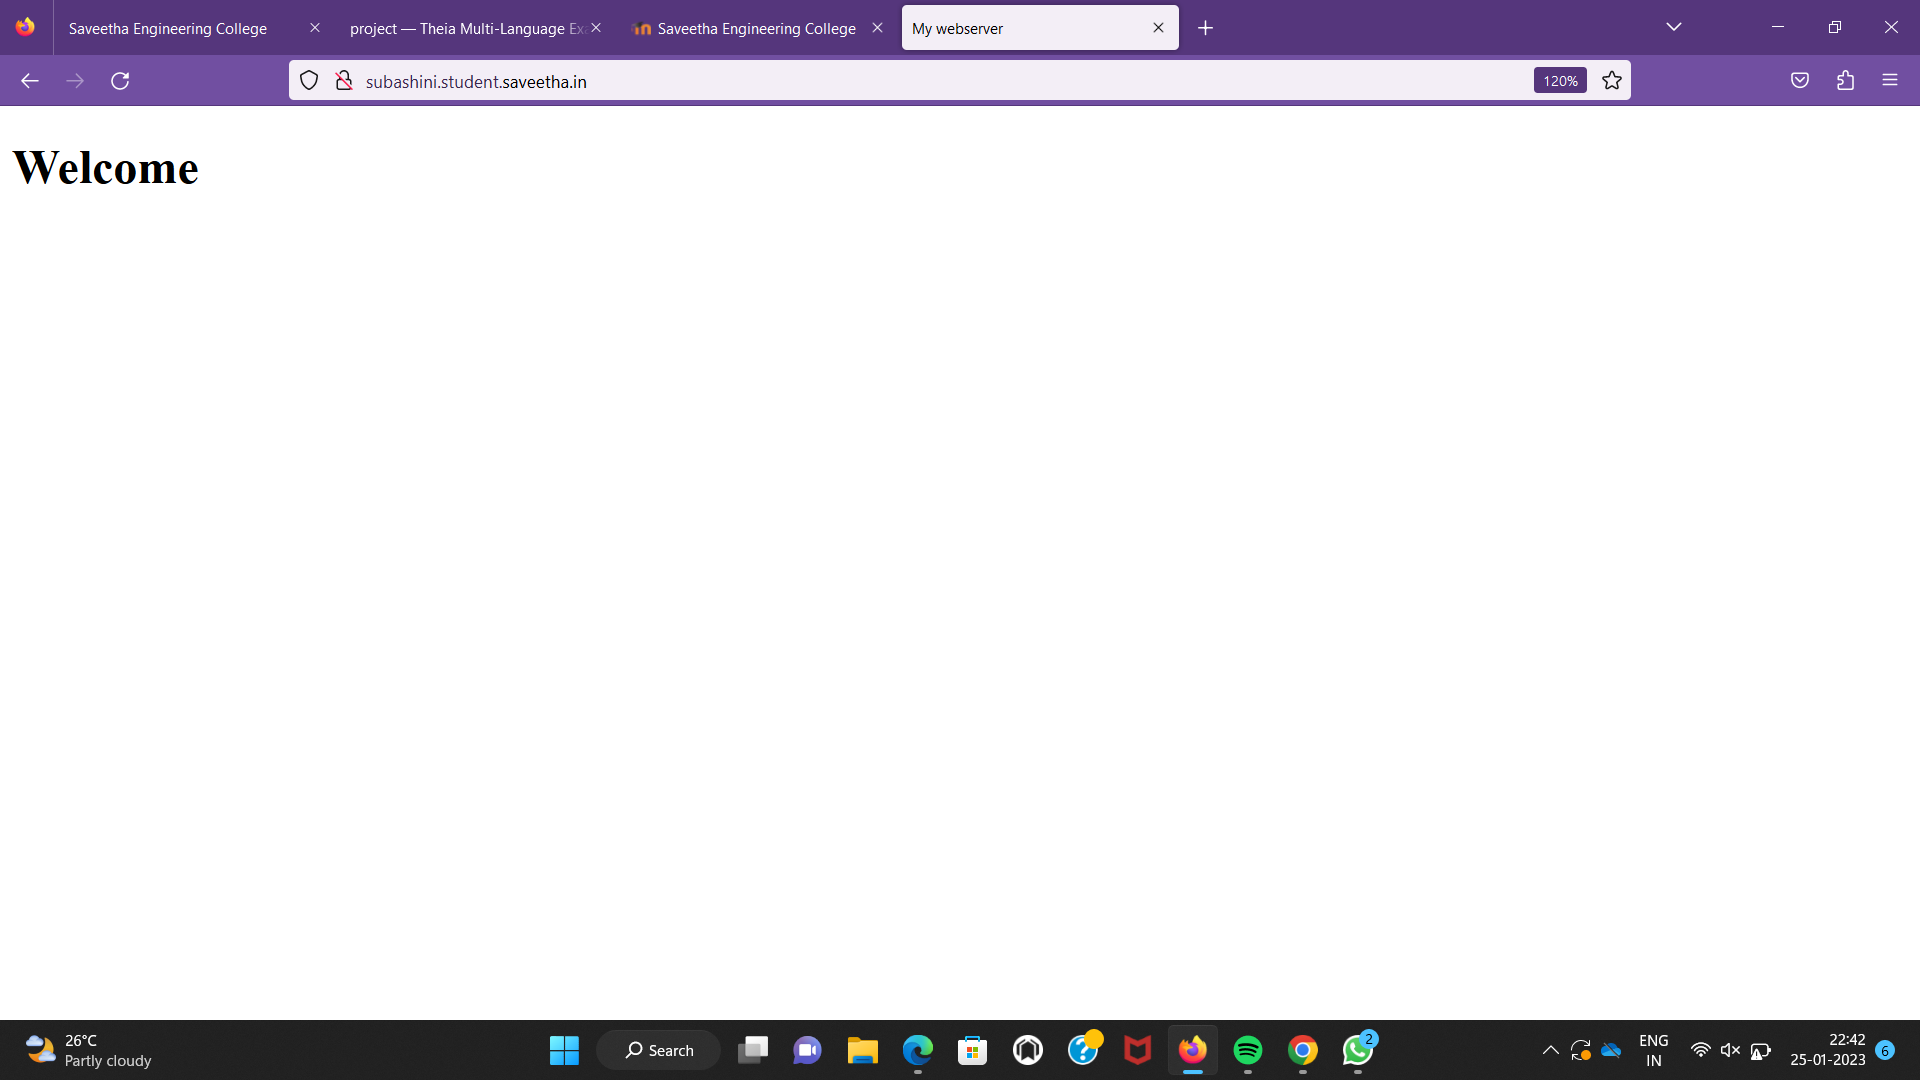 Saveetha Engineering College
project — Theia Multi-Language Ex
Saveetha Engineering College
My webserver
subashini.student.saveetha.in
120%
Welcome
26°C
Partly cloudy
Search
2
ENG
IN
22:42
25-01-2023
6